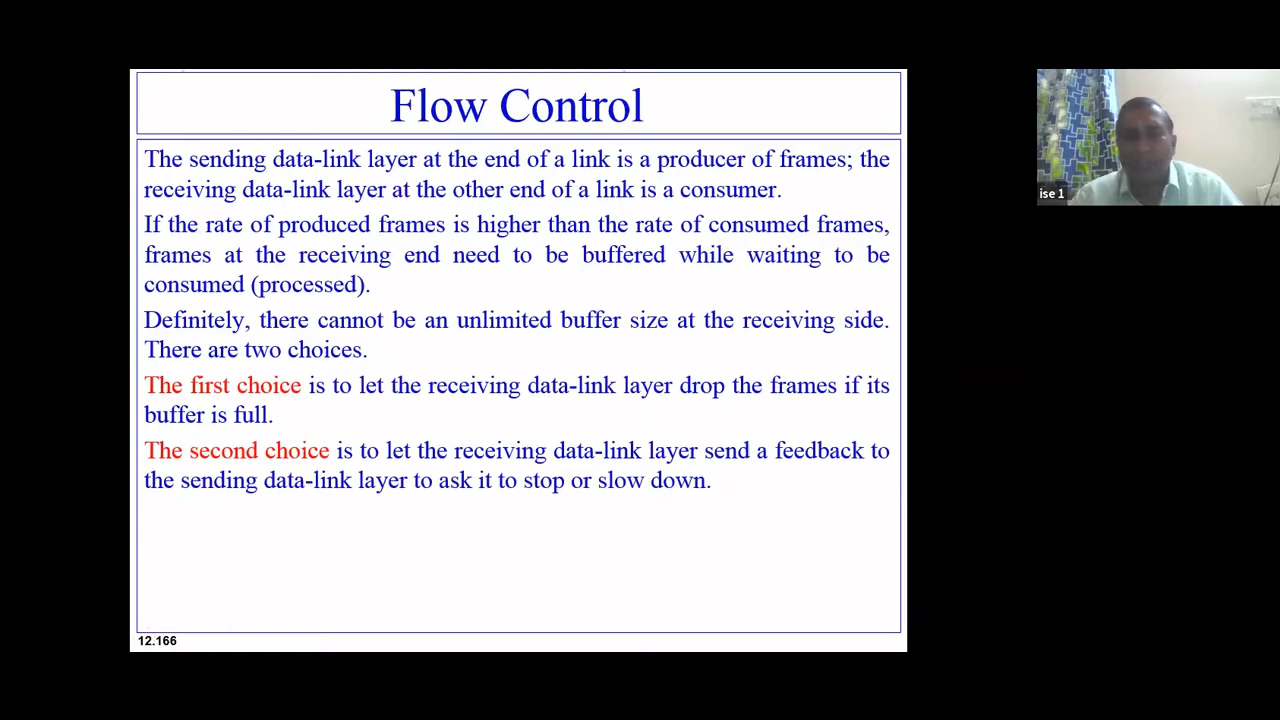 Flow Control
The sending data-link layer at the end of a link is a producer of frames; the
receiving data-link layer at the other end of a link is a consumer.
If the rate of produced frames is higher than the rate of consumed frames,
frames at the receiving end need to be buffered while waiting to be
consumed (processed).
Definitely, there cannot be an unlimited buffer size at the receiving side.
There are two choices.
The first choice is to let the receiving data-link layer drop the frames if its
buffer is full.
The second choice is to let the receiving data-link layer send a feedback to
the sending data-link layer to ask it to stop or slow down.
12.166
ise 1